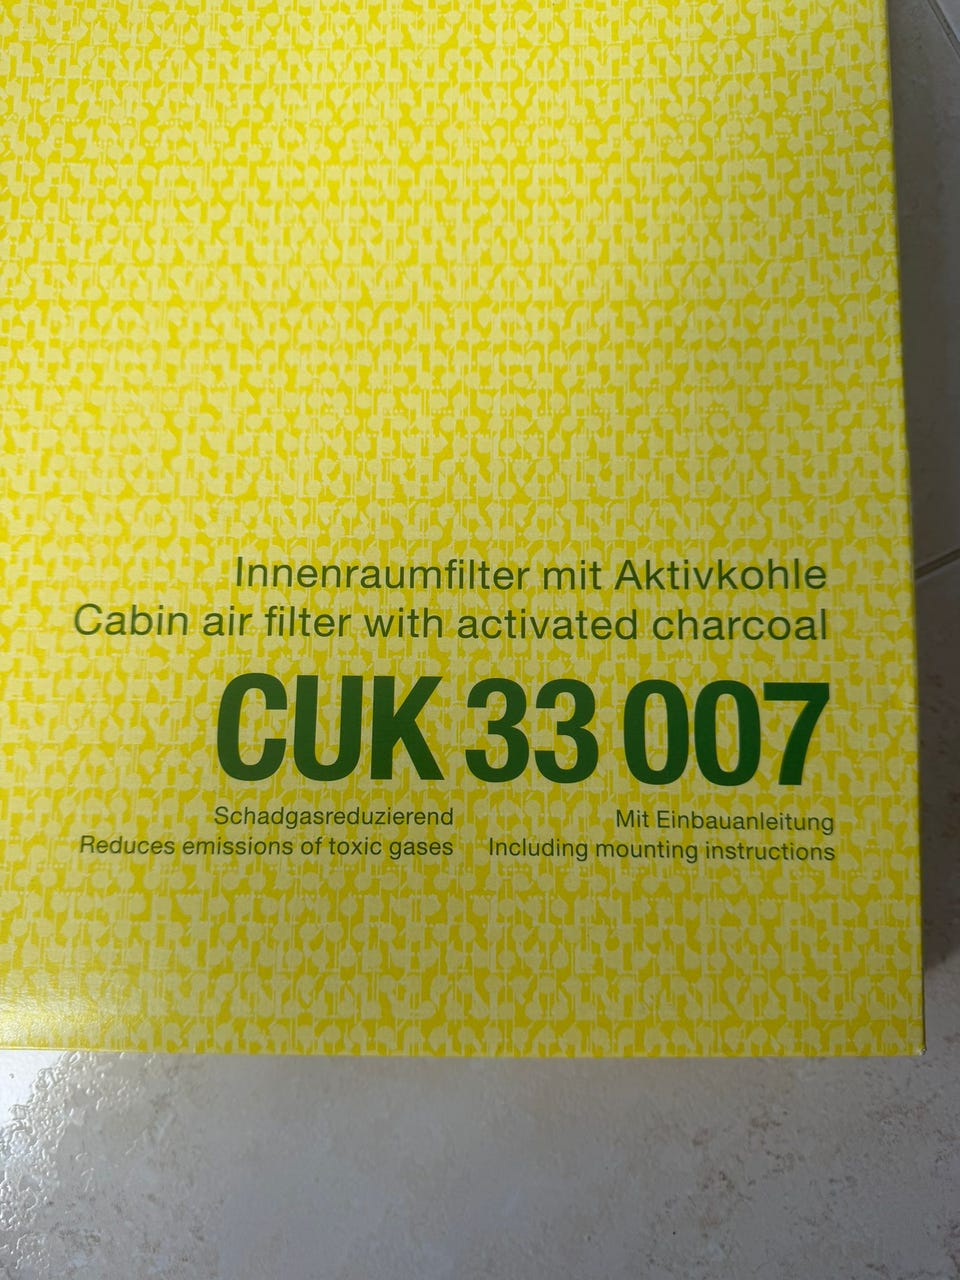 Innenraumfilter mit Aktivkohle
Cabin air filter with activated charcoal
CUK 33 007
Schadgasreduzierend
Reduces emissions of toxic gases
Mit Einbauanleitung
Including mounting instructions